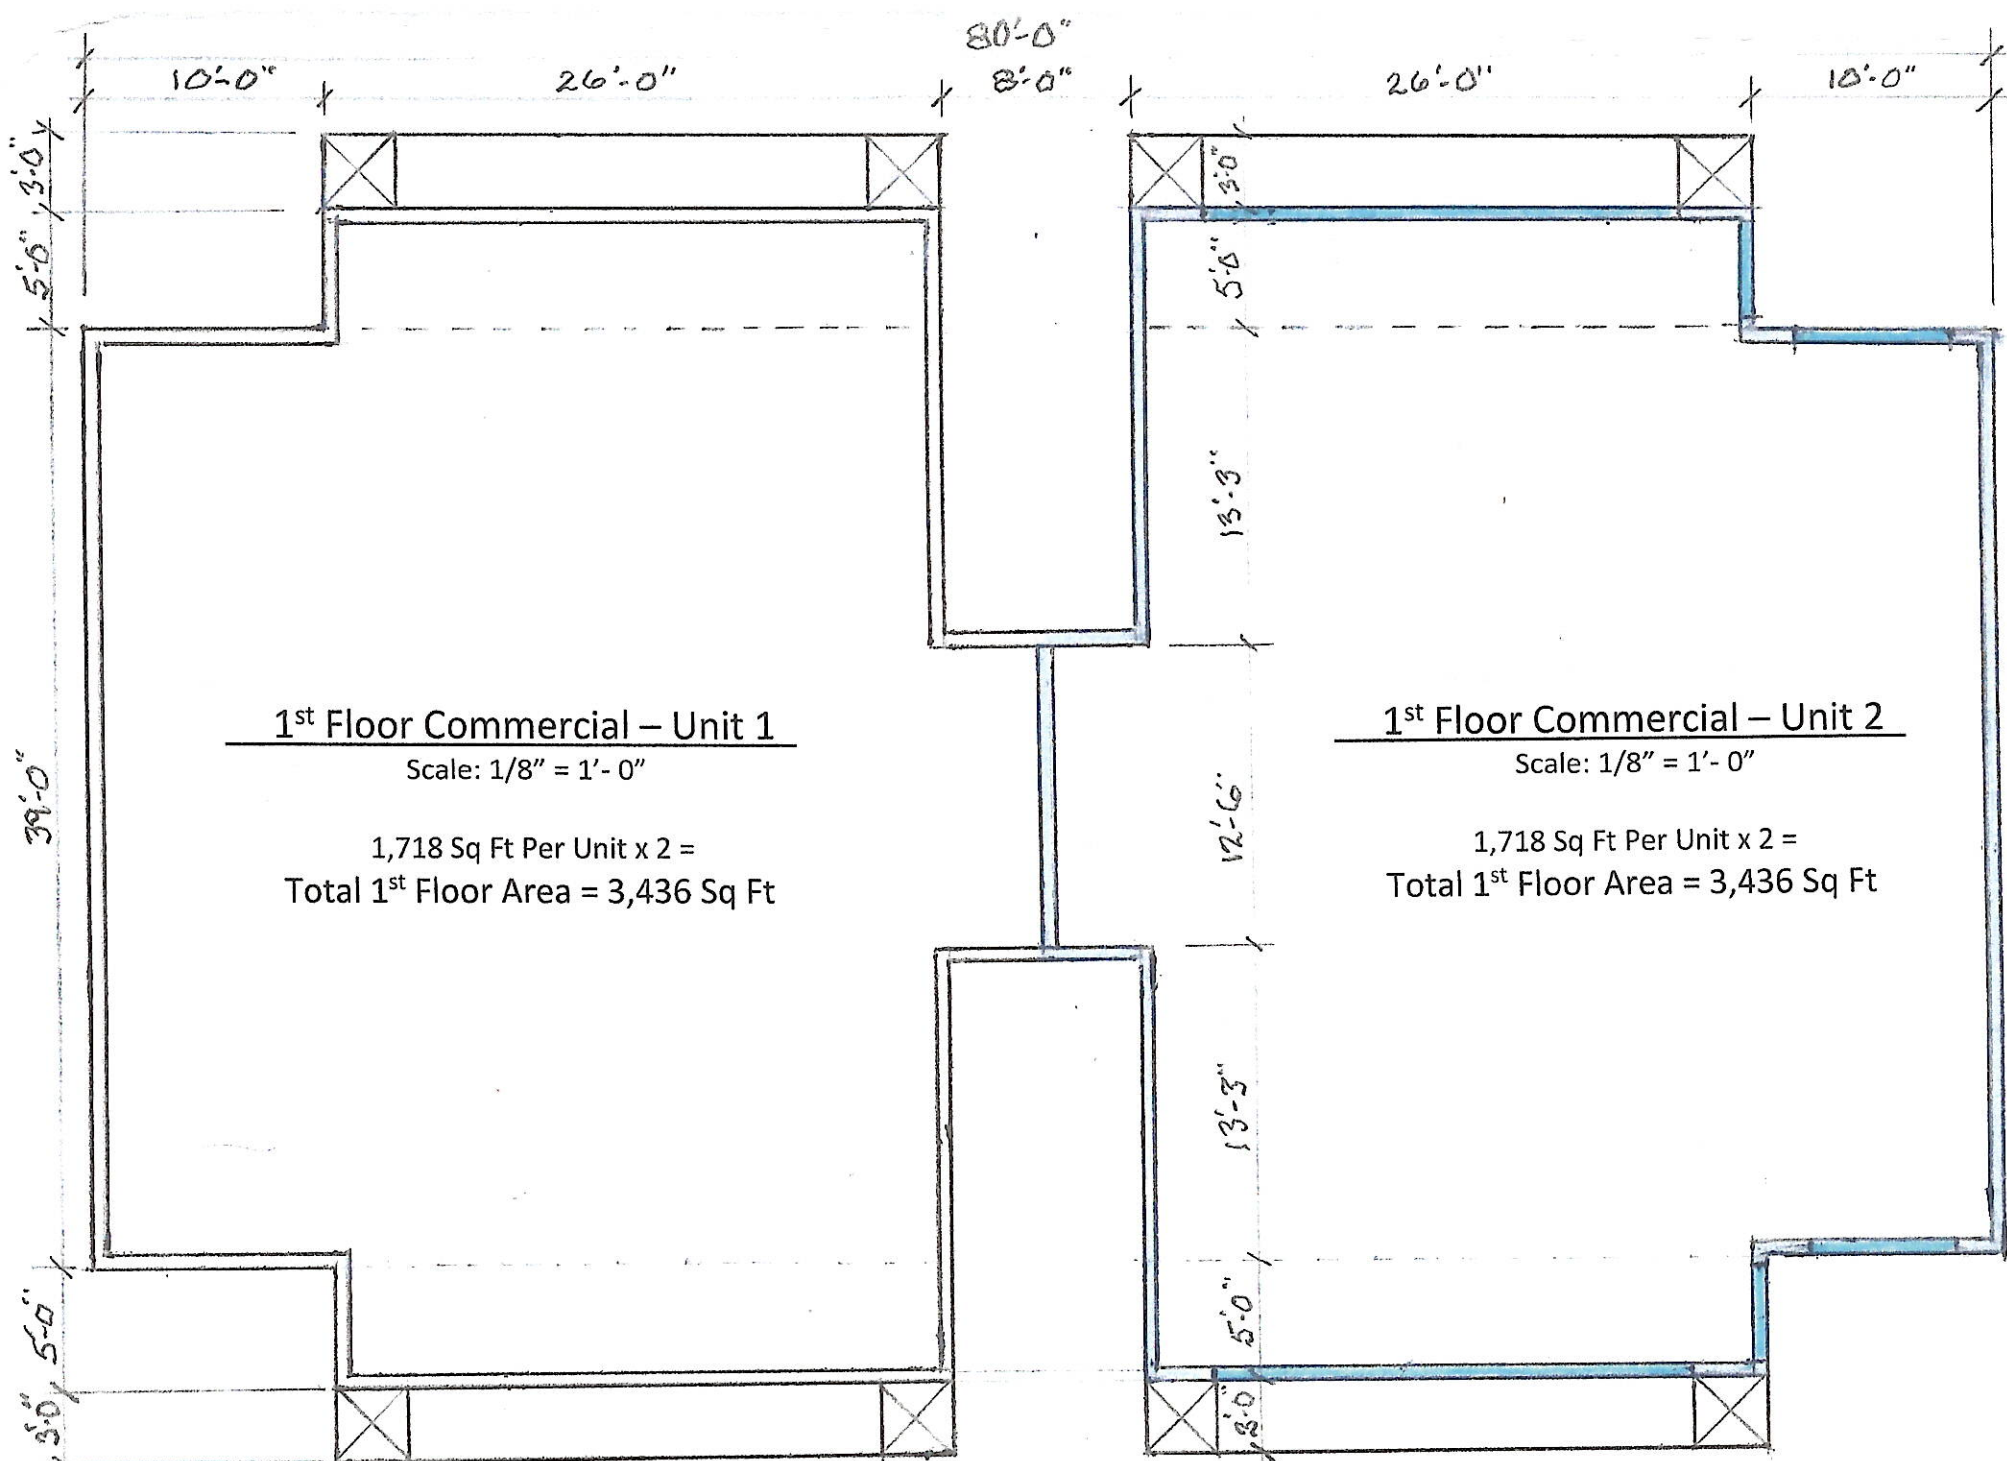 80'-0"
10'-0" 26'-0" 8'-0" 26'-0" 10'-0"
3'-0"
5'-0"
39'-0"
5'-0"
3'-0"
3'-0"
5'-0"
13'-3"
12'-6"
13'-3"
5'-0"
3'-0"
1st Floor Commercial – Unit 1
Scale: 1/8" = 1'- 0"
1,718 Sq Ft Per Unit x 2 =
Total 1st Floor Area = 3,436 Sq Ft
1st Floor Commercial – Unit 2
Scale: 1/8" = 1'- 0"
1,718 Sq Ft Per Unit x 2 =
Total 1st Floor Area = 3,436 Sq Ft